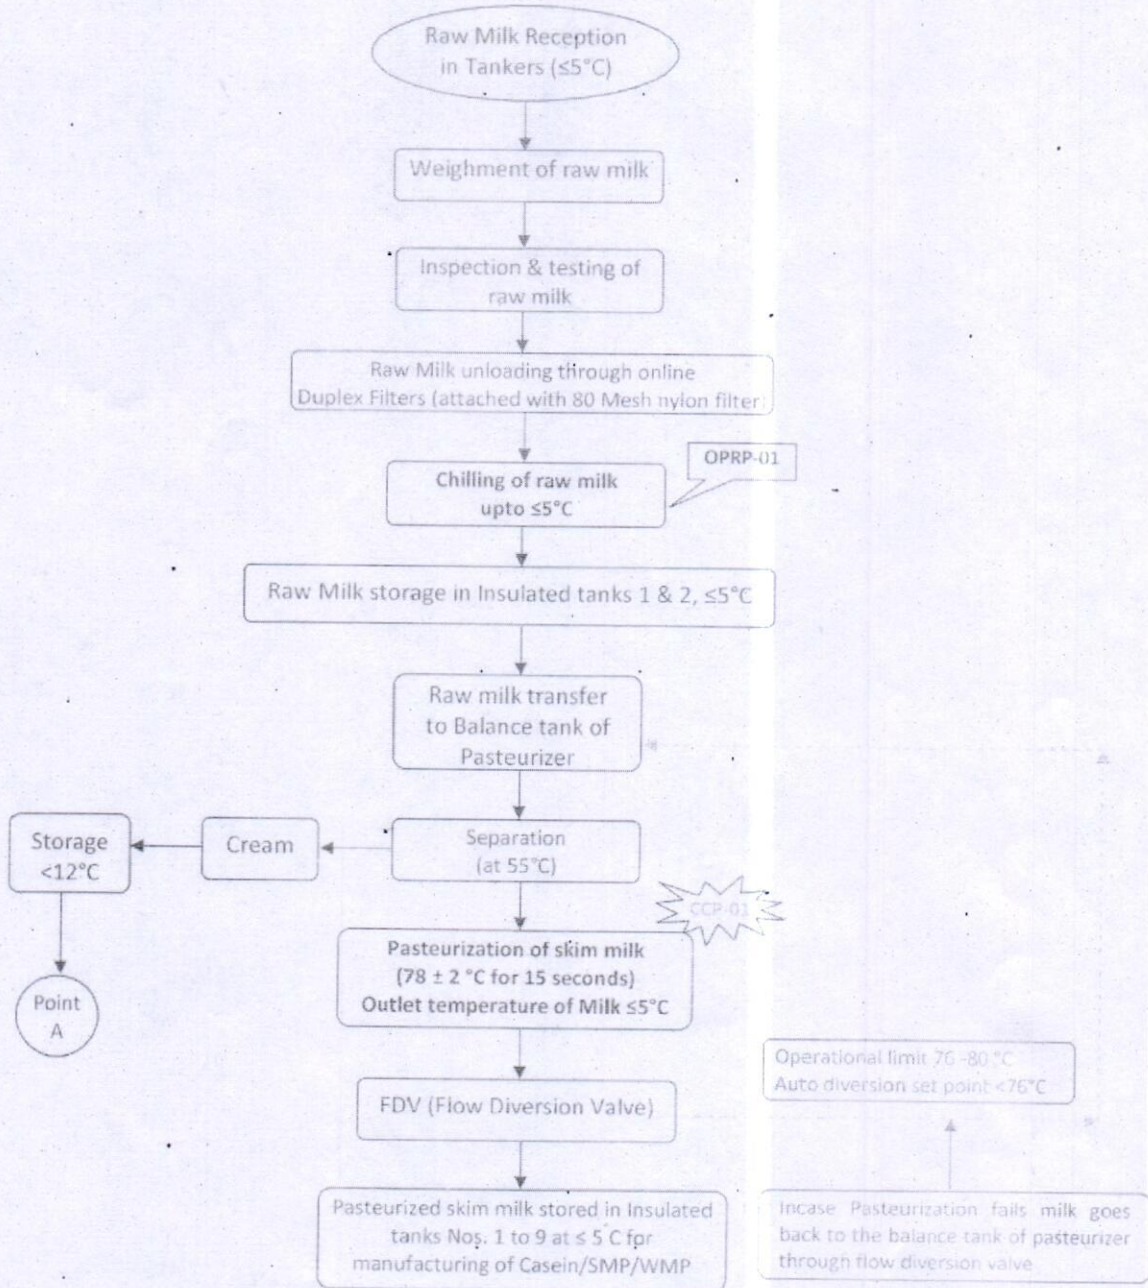 Raw Milk Reception
in Tankers (≤5°C)
Weighment of raw milk
Inspection & testing of
raw milk
Raw Milk unloading through online
Duplex Filters (attached with 80 Mesh nylon filter)
OPRP-01
Chilling of raw milk
upto ≤5°C
Raw Milk storage in Insulated tanks 1 & 2, ≤5°C
Raw milk transfer
to Balance tank of
Pasteurizer
Storage
<12°C
Cream
Separation
(at 55°C)
CCP-01
Pasteurization of skim milk
(78 ± 2 °C for 15 seconds)
Outlet temperature of Milk ≤5°C
Point
A
Operational limit 76 -80 °C
Auto diversion set point <76°C
FDV (Flow Diversion Valve)
Pasteurized skim milk stored in Insulated
tanks Nos. 1 to 9 at ≤ 5 C for
manufacturing of Casein/SMP/WMP
Incase Pasteurization fails milk goes
back to the balance tank of pasteurizer
through flow diversion valve